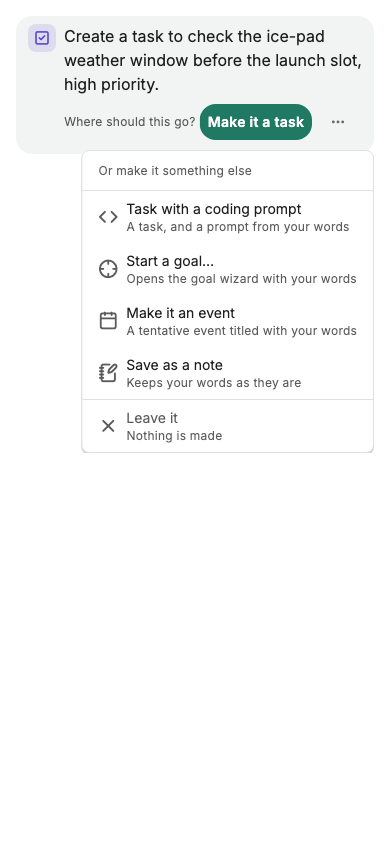 Create a task to check the ice-pad
weather window before the launch slot,
high priority.
Where should this go? Make it a task
Or make it something else
Task with a coding prompt
A task, and a prompt from your words
Start a goal...
Opens the goal wizard with your words
Make it an event
A tentative event titled with your words
Save as a note
Keeps your words as they are
Leave it
Nothing is made